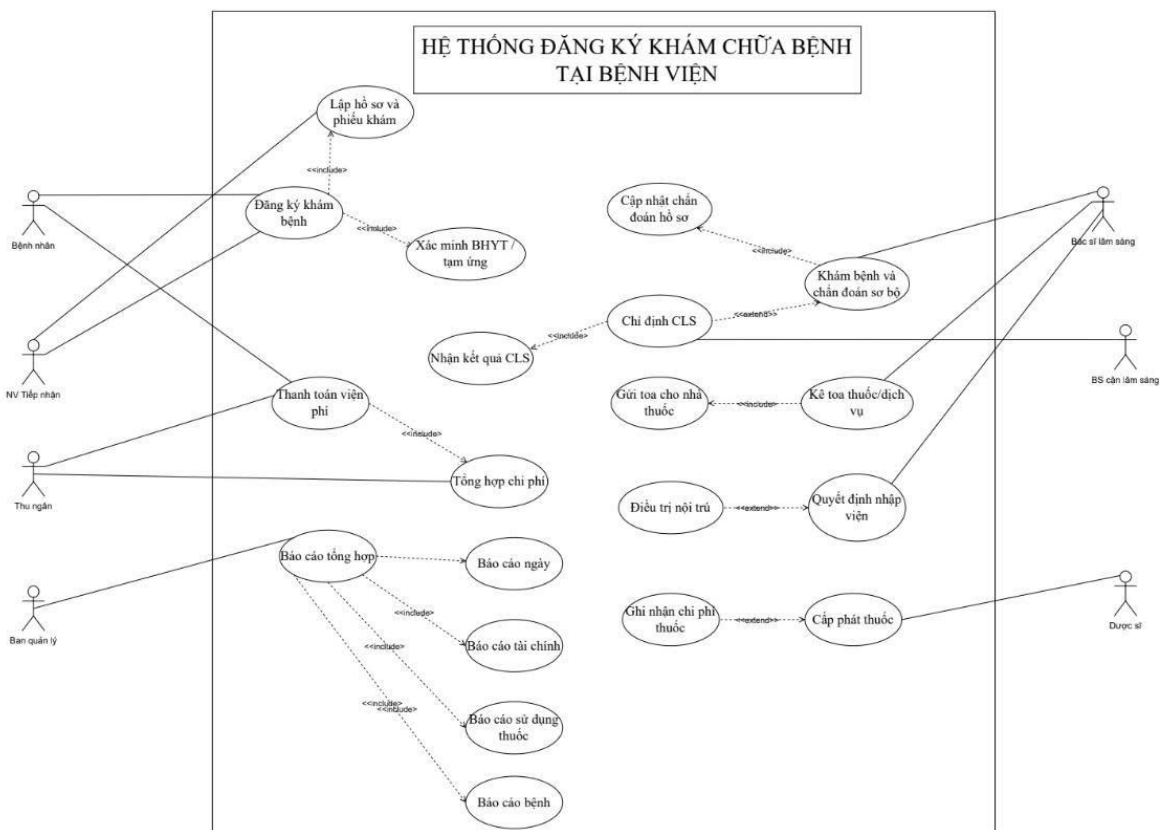 HỆ THỐNG ĐĂNG KÝ KHÁM CHỮA BỆNH
TẠI BỆNH VIỆN
Lập hồ sơ và
phiếu khám
<<include>
Bệnh nhân
Đăng ký khám
bệnh
<<include>
Xác minh BHYT /
tạm ứng
Cập nhật chẩn
đoán hồ sơ
<<include>
Bác sĩ lâm sàng
Khám bệnh và
chẩn đoán sơ bộ
Chỉ định CLS
<<extend>>
<<include>
Nhận kết quả CLS
NV Tiếp nhận
BS cận lâm sàng
Thanh toán viện
phí
<<include>
Gửi toa cho nhà
thuốc
<<include>
Kê toa thuốc/dịch
vụ
Thu ngân
Tổng hợp chi phí
Điều trị nội trú
<<extend>>
Quyết định nhập
viện
Báo cáo tổng hợp
Báo cáo ngày
Ban quản lý
<<include>
Báo cáo tài chính
Ghi nhận chi phí
thuốc
<<extend>>
Cấp phát thuốc
Dược sĩ
<<include>
<<include>
<<include>
Báo cáo sử dụng
thuốc
Báo cáo bệnh